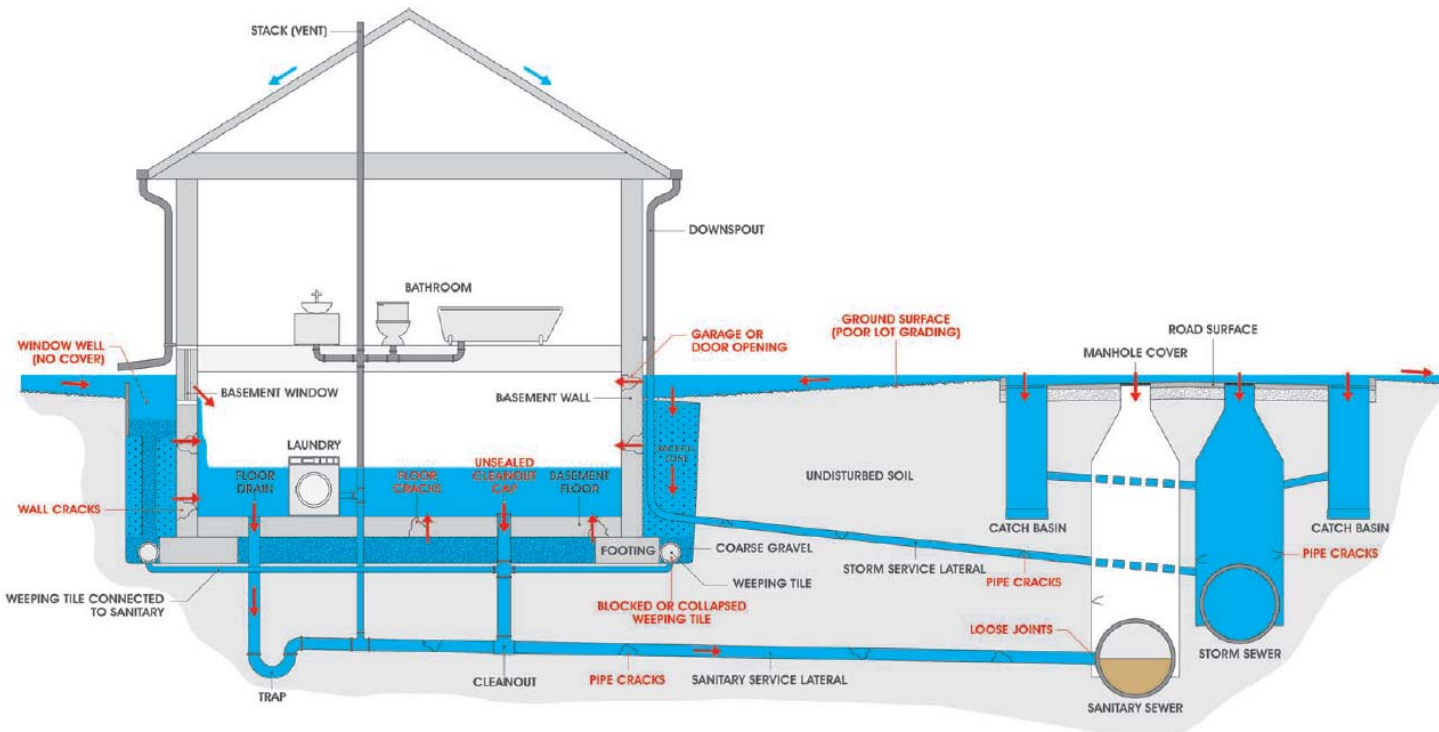 STACK (VENT)
DOWNSPOUT
BATHROOM
WINDOW WELL
(NO COVER)
GARAGE OR
DOOR OPENING
GROUND SURFACE
(POOR LOT GRADING)
ROAD SURFACE
MANHOLE COVER
BASEMENT WINDOW
BASEMENT WALL
LAUNDRY
FLOOR
DRAIN
FLOOR
CRACKS
UNSEALED
CLEANOUT
CAP
BASEMENT
FLOOR
BACKFILL
ZONE
UNDISTURBED SOIL
WALL CRACKS
CATCH BASIN
CATCH BASIN
FOOTING
COARSE GRAVEL
STORM SERVICE LATERAL
PIPE CRACKS
PIPE CRACKS
WEEPING TILE
WEEPING TILE CONNECTED
TO SANITARY
BLOCKED OR COLLAPSED
WEEPING TILE
LOOSE JOINTS
STORM SEWER
TRAP
CLEANOUT
PIPE CRACKS
SANITARY SERVICE LATERAL
SANITARY SEWER